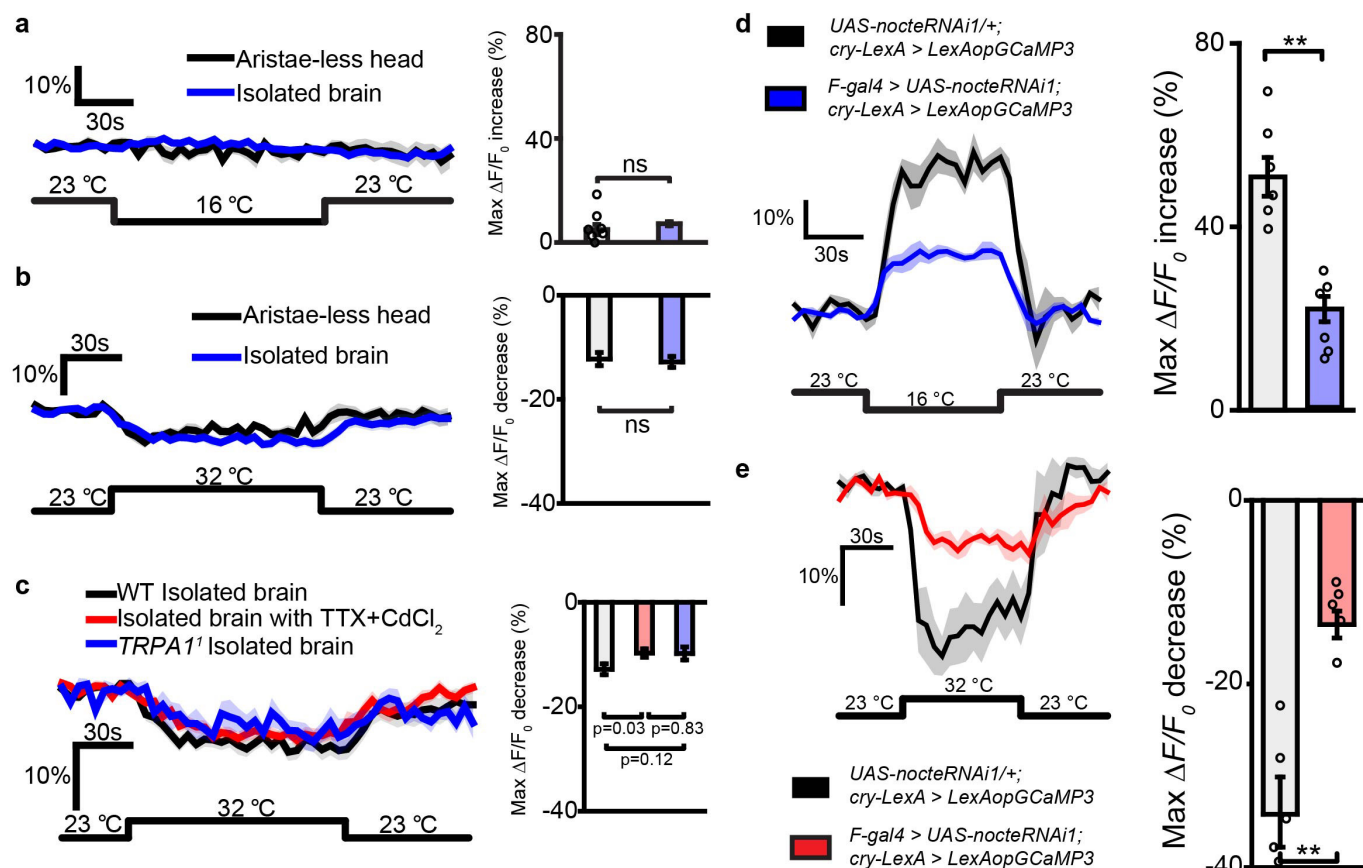 a
Aristae-less head
Isolated brain
10%
30s
23 °C
16 °C
23 °C
Max ΔF/F0 increase (%)
80
40
0
ns
b
30s
10%
Aristae-less head
Isolated brain
23 °C
32 °C
23 °C
Max ΔF/F0 decrease (%)
0
-20
-40
ns
c
WT Isolated brain
Isolated brain with TTX+CdCl2
TRPA1¹ Isolated brain
30s
10%
23 °C
32 °C
23 °C
Max ΔF/F0 decrease (%)
0
-20
-40
p=0.03
p=0.83
p=0.12
d
UAS-nocteRNAi1/+;
cry-LexA > LexAopGCaMP3
F-gal4 > UAS-nocteRNAi1;
cry-LexA > LexAopGCaMP3
10%
30s
23 °C
16 °C
23 °C
Max ΔF/F0 increase (%)
80
40
0
**
e
30s
10%
23 °C
32 °C
23 °C
UAS-nocteRNAi1/+;
cry-LexA > LexAopGCaMP3
F-gal4 > UAS-nocteRNAi1;
cry-LexA > LexAopGCaMP3
Max ΔF/F0 decrease (%)
0
-20
-40
**